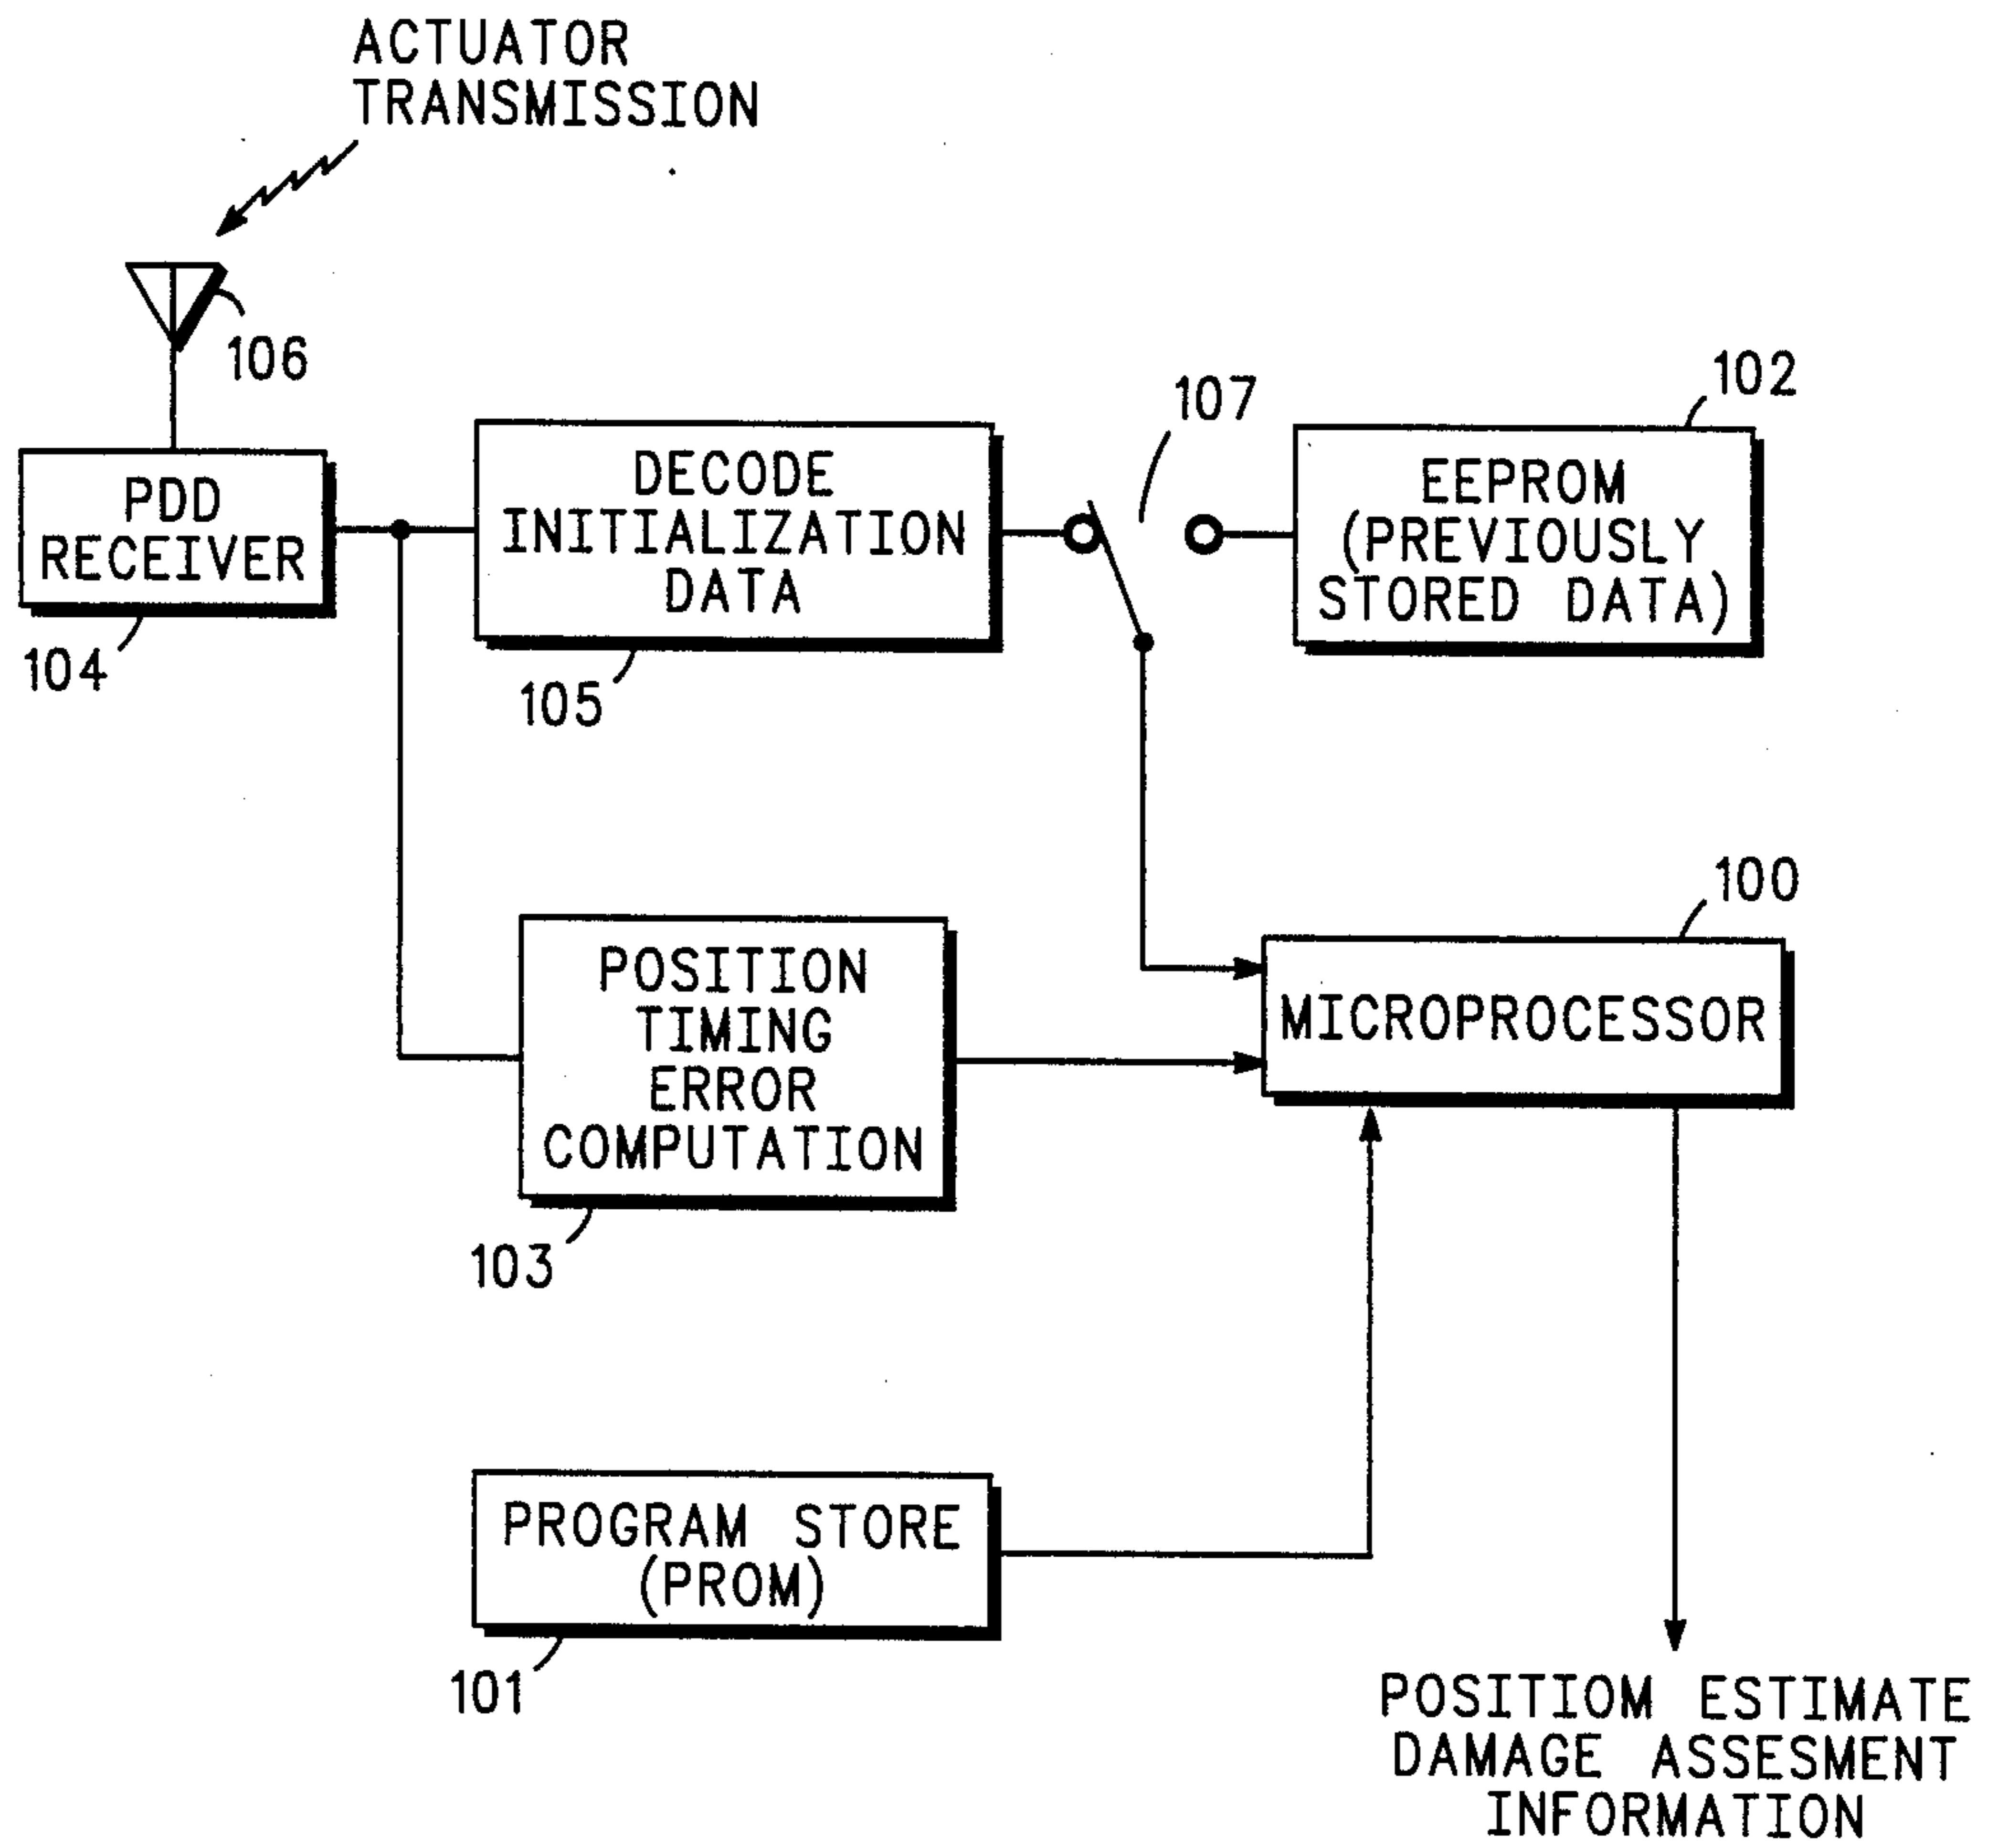 ACTUATOR
TRANSMISSION
106
PDD
RECEIVER
104
DECODE
INITIALIZATION
DATA
105
107
102
EEPROM
(PREVIOUSLY
STORED DATA)
100
MICROPROCESSOR
POSITION
TIMING
ERROR
COMPUTATION
103
PROGRAM STORE
(PROM)
101
POSITIOM ESTIMATE
DAMAGE ASSESMENT
INFORMATION